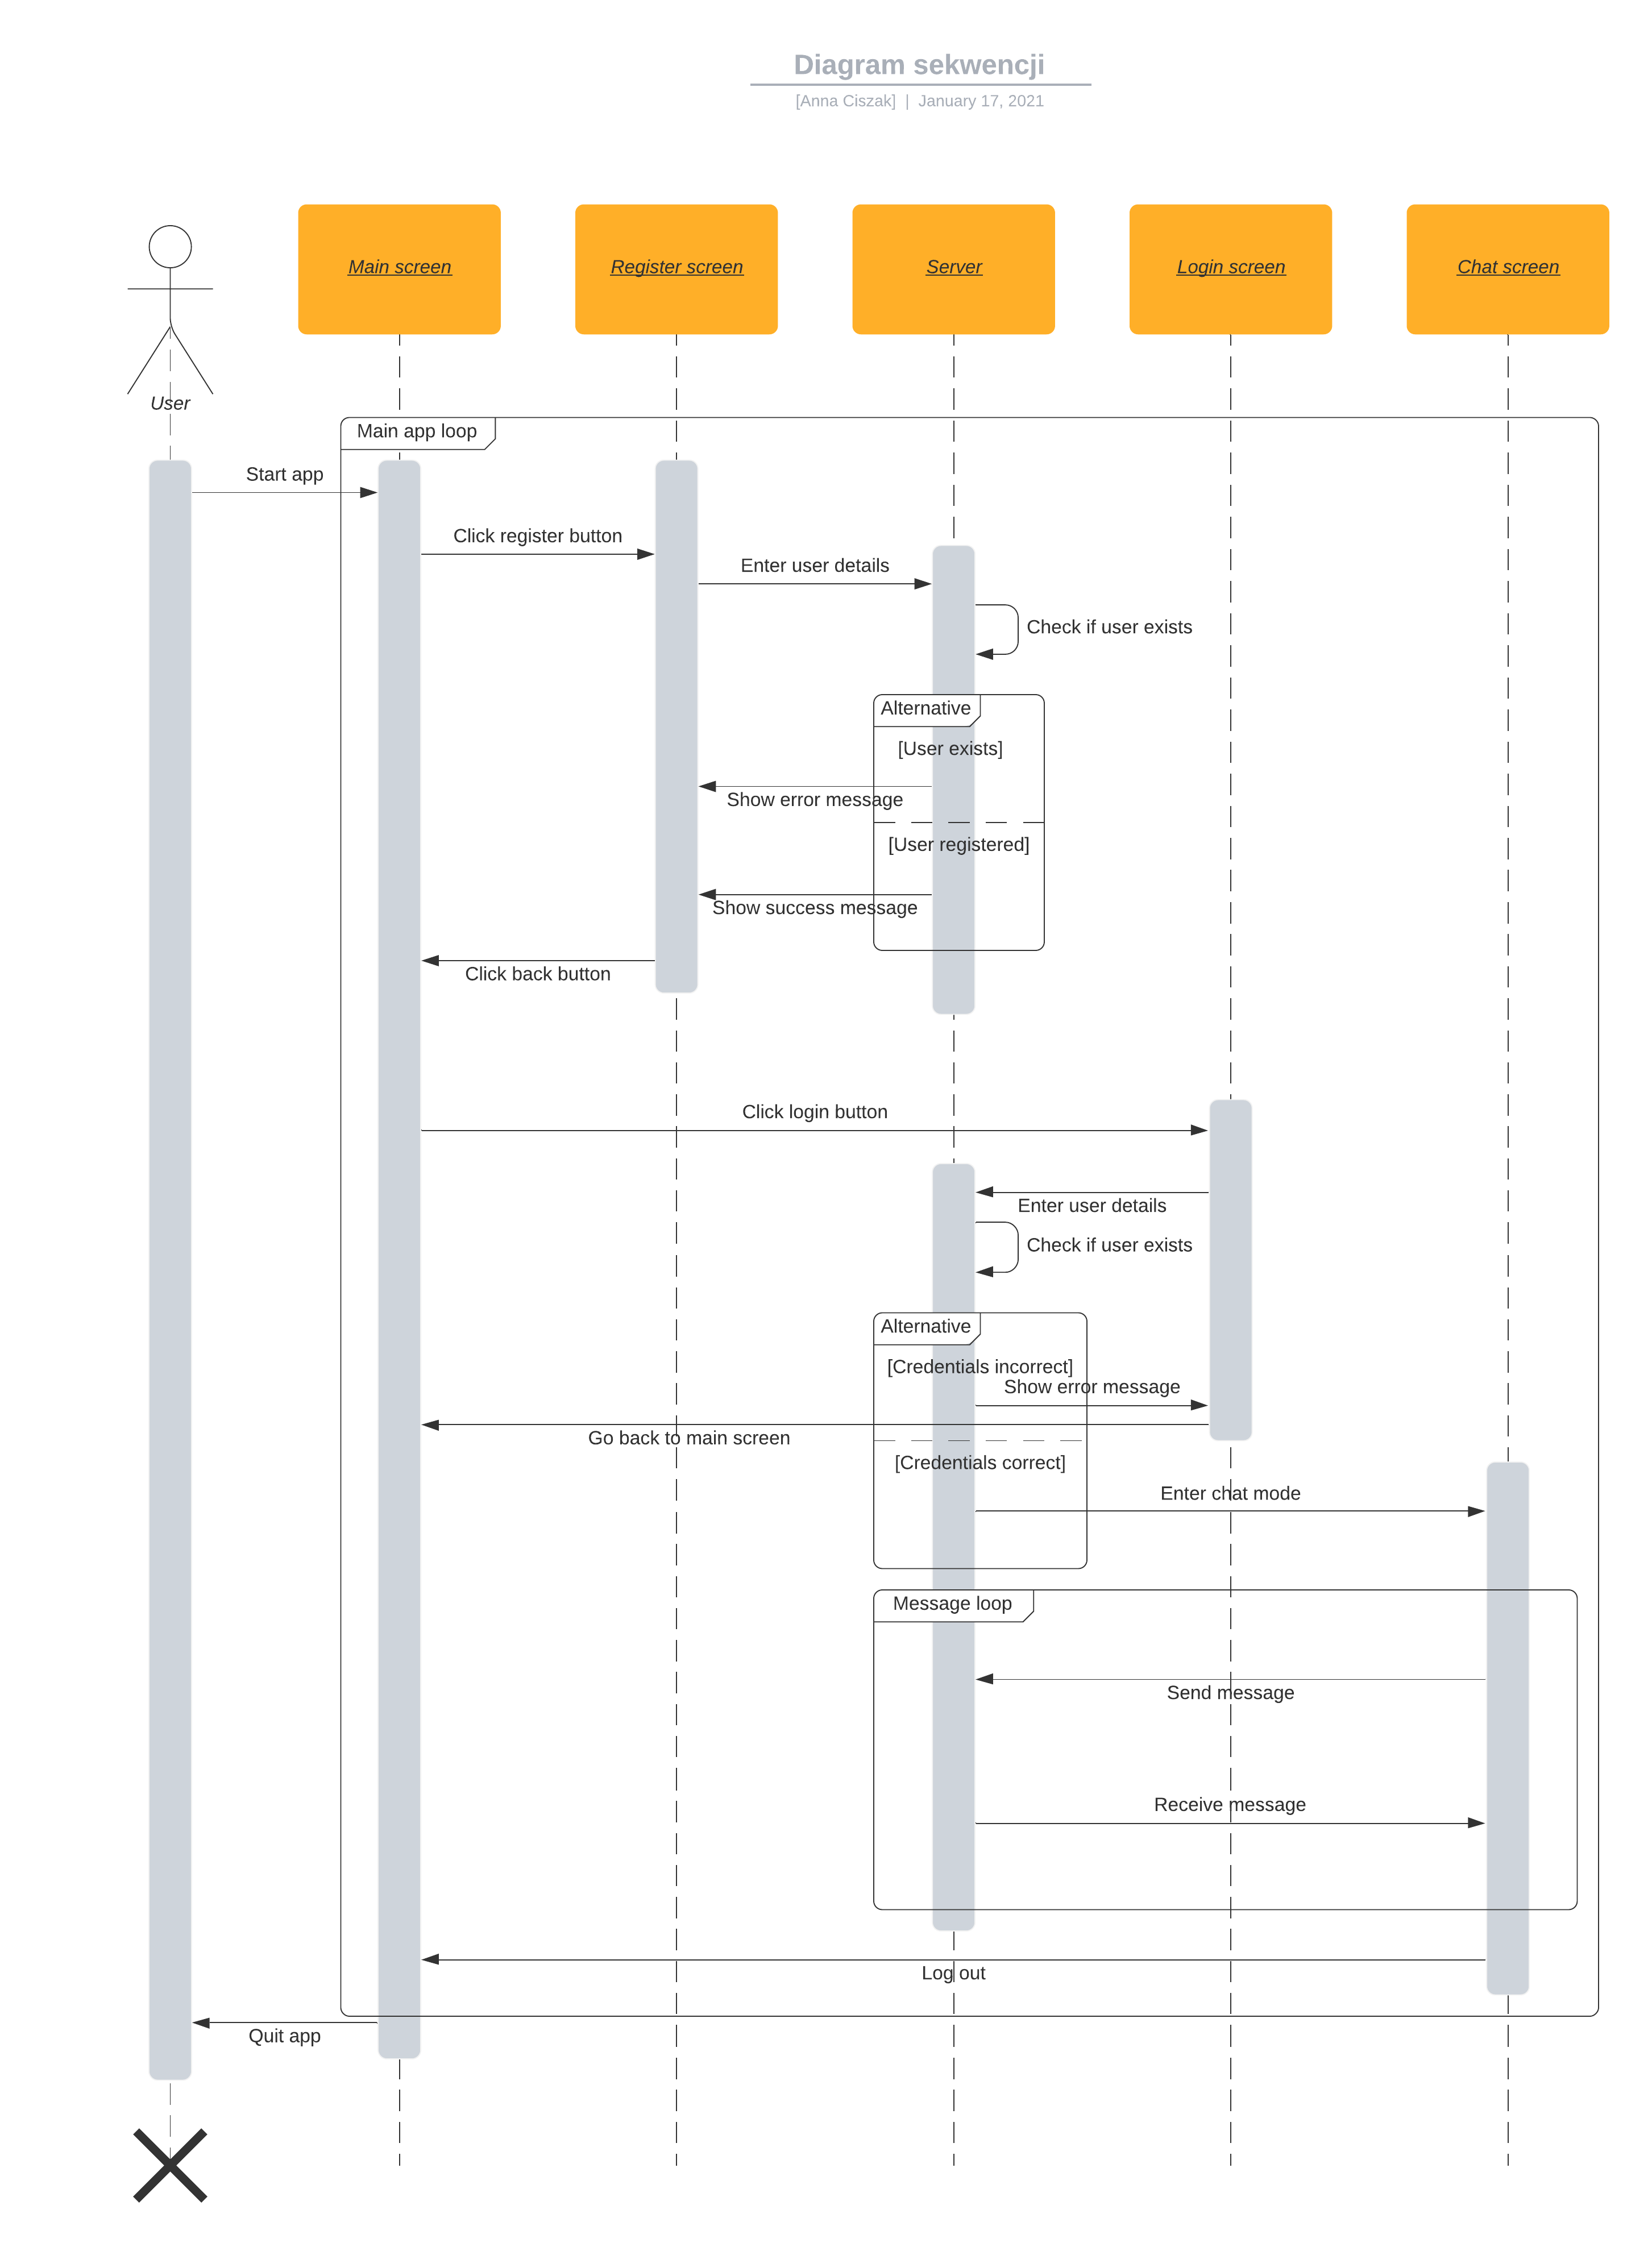 Diagram sekwencji
[Anna Ciszak] | January 17, 2021
Main screen
Register screen
Server
Login screen
Chat screen
User
Main app loop
Start app
Click register button
Enter user details
Check if user exists
Alternative
[User exists]
Show error message
[User registered]
Show success message
Click back button
Click login button
Enter user details
Check if user exists
Alternative
[Credentials incorrect]
Show error message
Go back to main screen
[Credentials correct]
Enter chat mode
Message loop
Send message
Receive message
Log out
Quit app